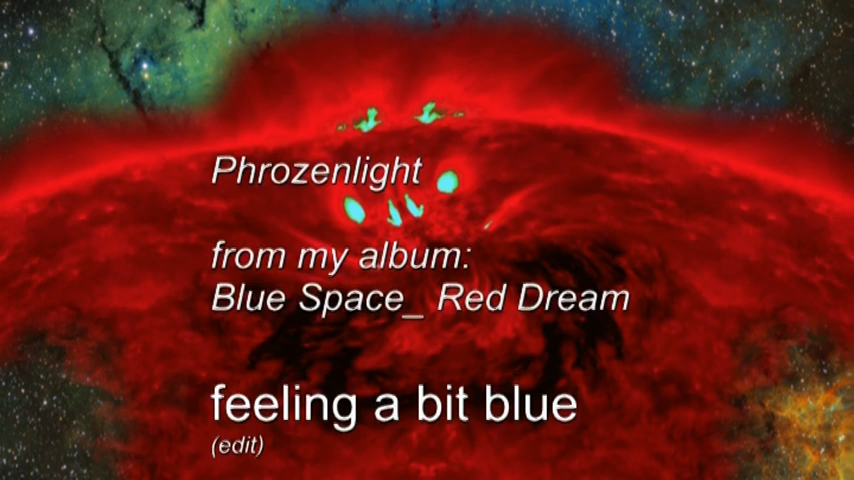 Phrozenlight
from my album:
Blue Space_ Red Dream
feeling a bit blue
(edit)